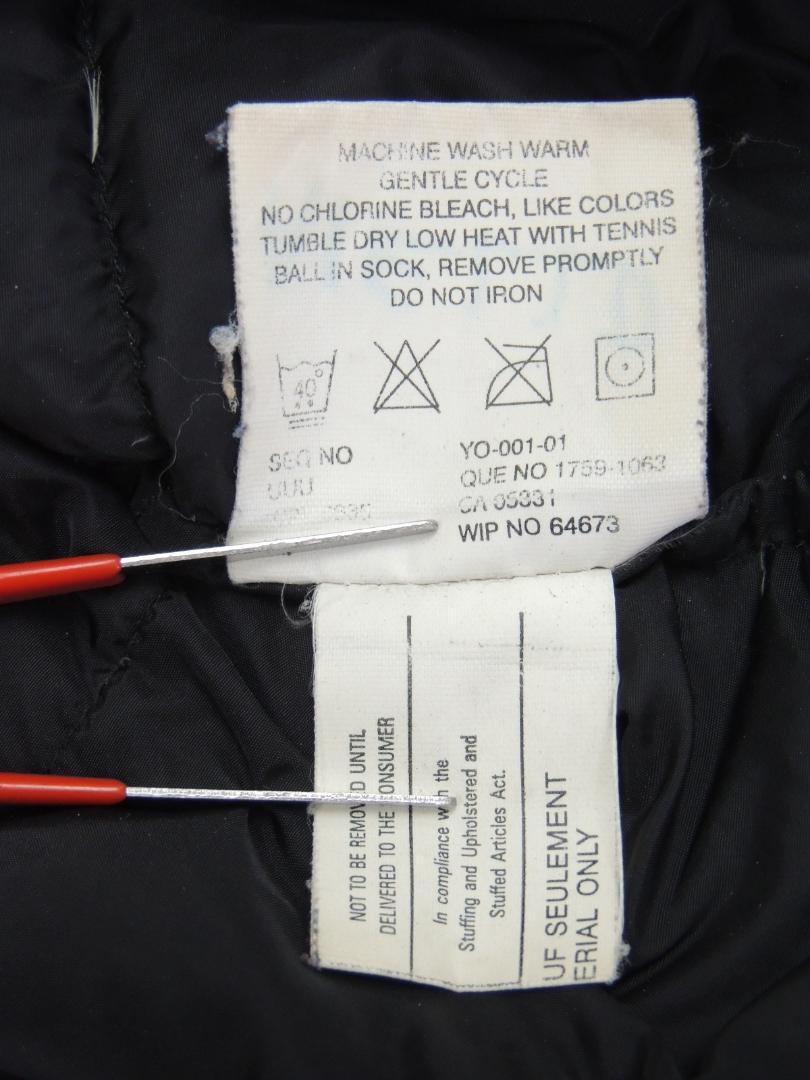 MACHINE WASH WARM
GENTLE CYCLE
NO CHLORINE BLEACH, LIKE COLORS
TUMBLE DRY LOW HEAT WITH TENNIS
BALL IN SOCK, REMOVE PROMPTLY
DO NOT IRON
40°
SEQ NO
UUU
YO-001-01
QUE NO 1759-1063
CA 05331
WIP NO 64673
NOT TO BE REMOVED UNTIL
DELIVERED TO THE CONSUMER
In compliance with the
Stuffing and Upholstered and
Stuffed Articles Act.
UF SEULEMENT
ERIAL ONLY